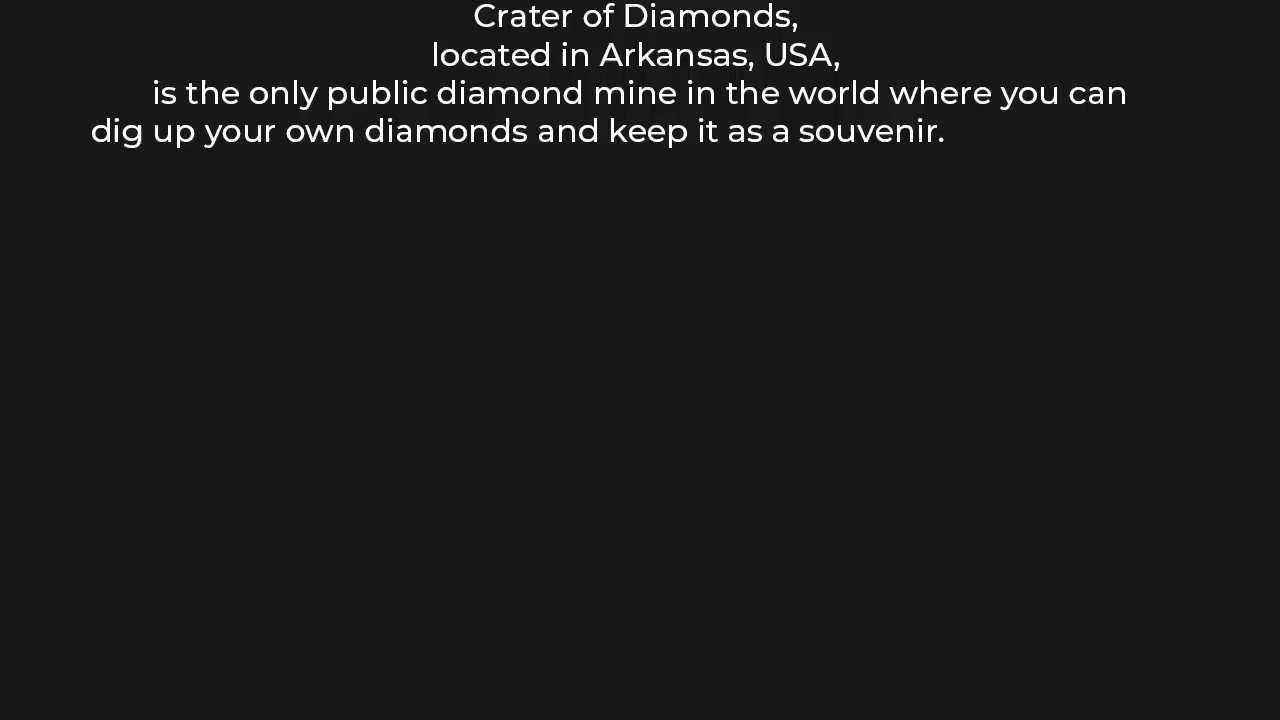 Crater of Diamonds,
located in Arkansas, USA,
is the only public diamond mine in the world where you can
dig up your own diamonds and keep it as a souvenir.